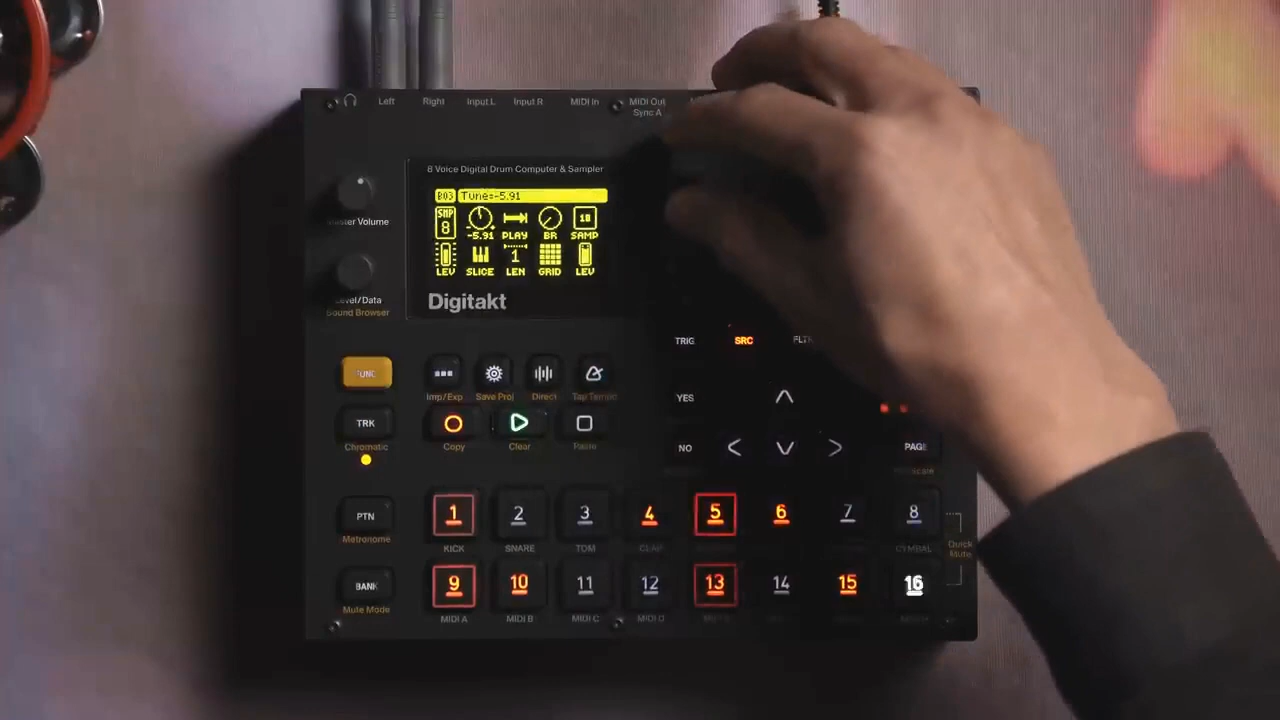 Left Right Input L Input R MIDI In MIDI Out
Sync A
8 Voice Digital Drum Computer & Sampler
B03 Tune=-5.91
SMP
8
-5.91 PLAY BR SAMP
1
LEV SLICE LEN GRID LEV
Digitakt
Master Volume
Level/Data
Sound Browser
TRIG SRC FLTR
FUNC
Imp/Exp Save Proj Direct Tap Tempo
YES
TRK
Chromatic Copy Clear Paste
NO PAGE
PTN 1 2 3 4 5 6 7 8
Metronome KICK SNARE TOM CLAP CYMBAL
Quick
Mute
BANK 9 10 11 12 13 14 15 16
Mute Mode MIDI A MIDI B MIDI C MIDI D